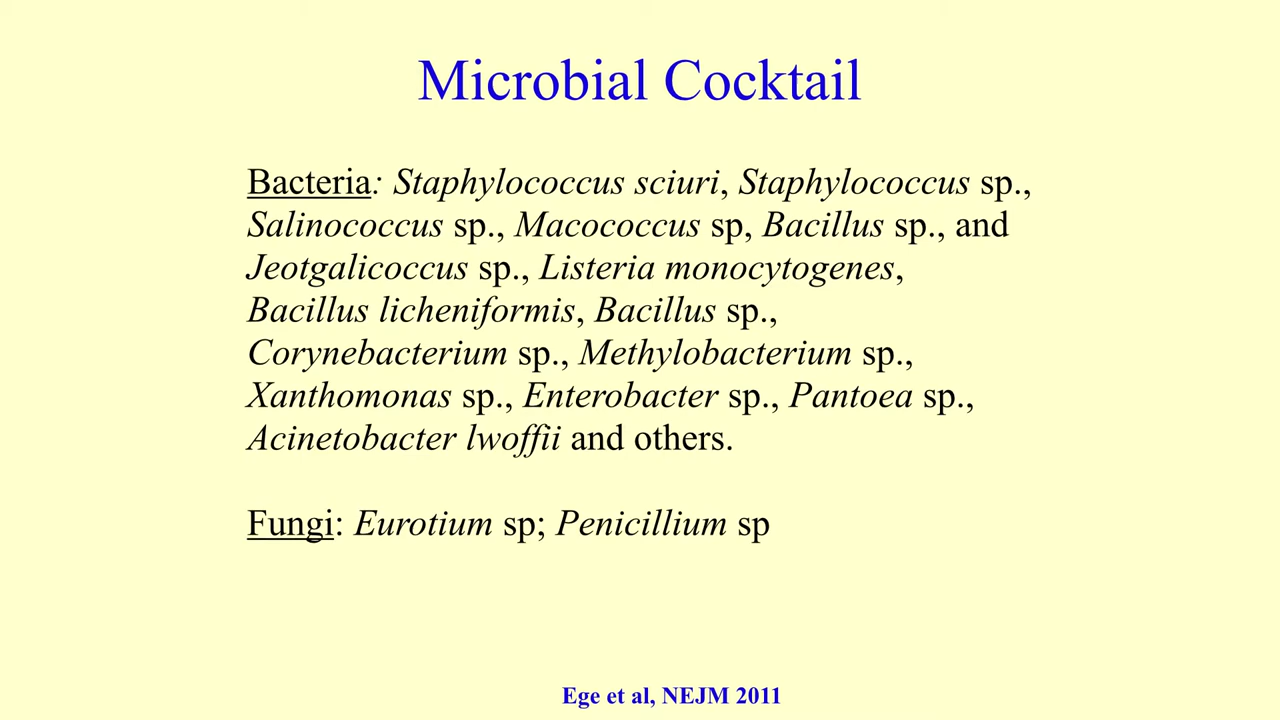 Microbial Cocktail
Bacteria: Staphylococcus sciuri, Staphylococcus sp.,
Salinococcus sp., Macococcus sp, Bacillus sp., and
Jeotgalicoccus sp., Listeria monocytogenes,
Bacillus licheniformis, Bacillus sp.,
Corynebacterium sp., Methylobacterium sp.,
Xanthomonas sp., Enterobacter sp., Pantoea sp.,
Acinetobacter lwoffii and others.
Fungi: Eurotium sp; Penicillium sp
Ege et al, NEJM 2011